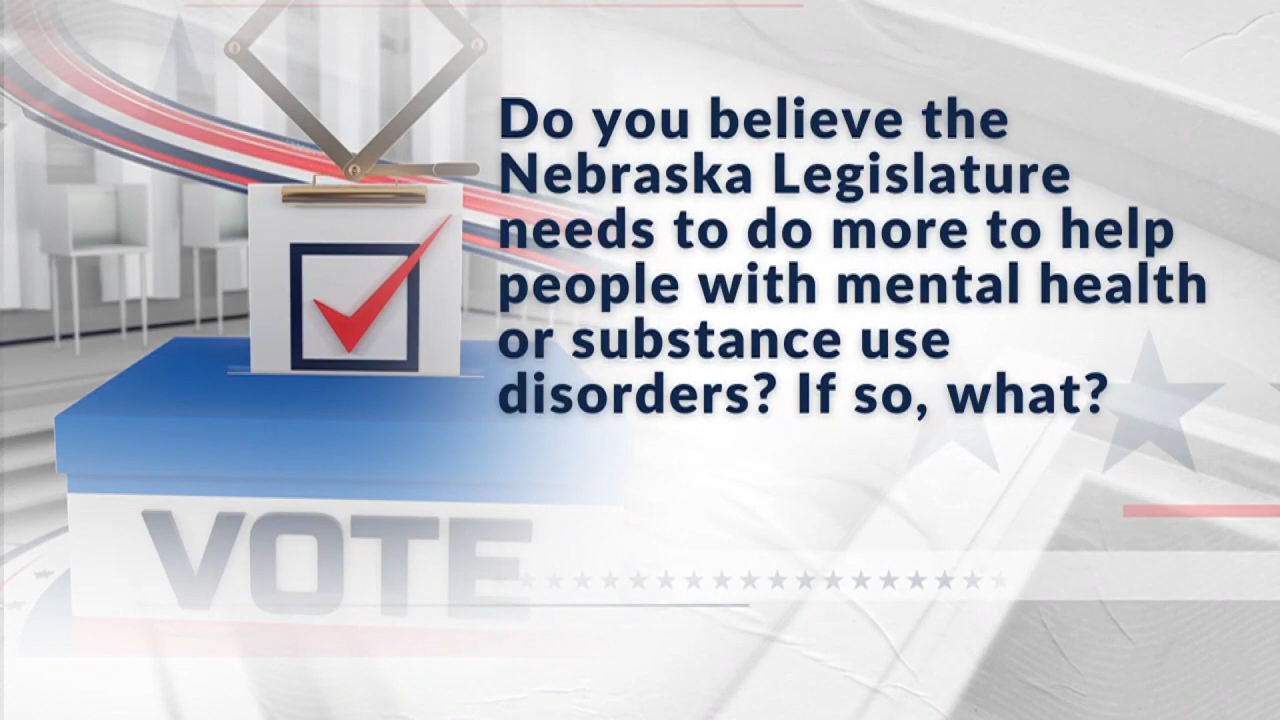 Do you believe the
Nebraska Legislature
needs to do more to help
people with mental health
or substance use
disorders? If so, what?
VOTE